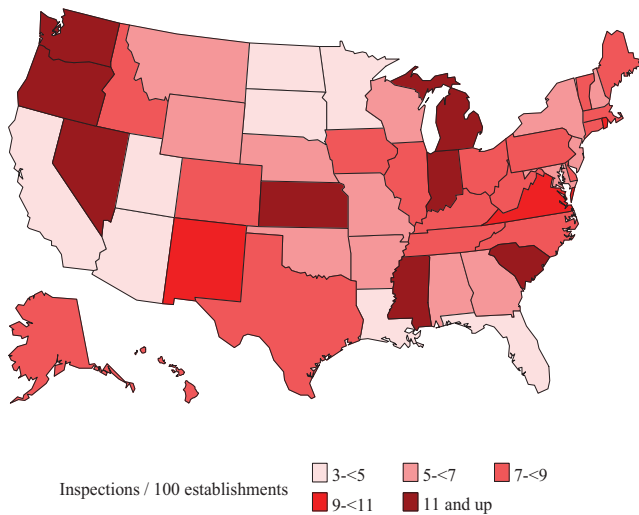 Inspections / 100 establishments
3-<5 5-<7 7-<9
9-<11 11 and up